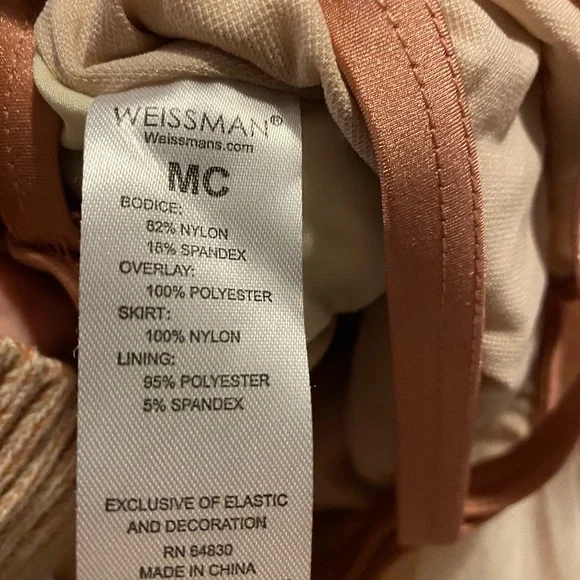 WEISSMAN®
Weissmans.com
MC
BODICE:
82% NYLON
18% SPANDEX
OVERLAY:
100% POLYESTER
SKIRT:
100% NYLON
LINING:
95% POLYESTER
5% SPANDEX
EXCLUSIVE OF ELASTIC
AND DECORATION
RN 64830
MADE IN CHINA